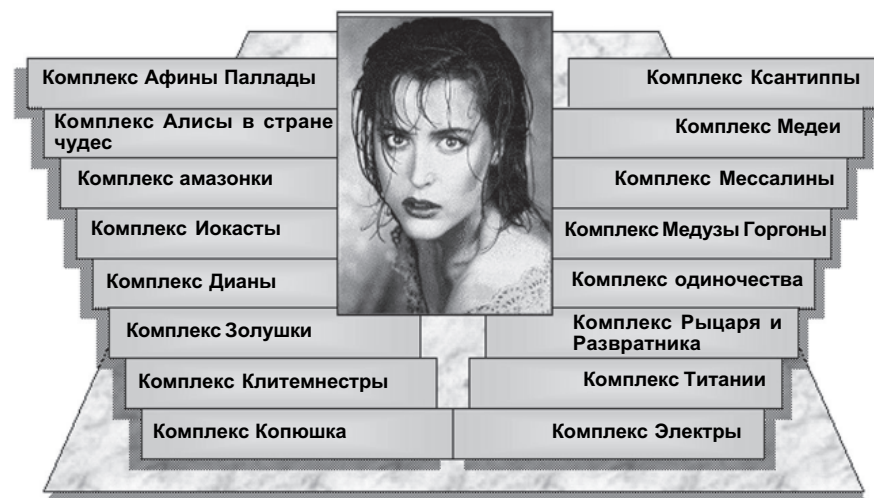 Комплекс Афины Паллады
Комплекс Алисы в стране
чудес
Комплекс амазонки
Комплекс Иокасты
Комплекс Дианы
Комплекс Золушки
Комплекс Клитемнестры
Комплекс Копюшка
Комплекс Ксантиппы
Комплекс Медеи
Комплекс Мессалины
Комплекс Медузы Горгоны
Комплекс одиночества
Комплекс Рыцаря и
Развратника
Комплекс Титании
Комплекс Электры